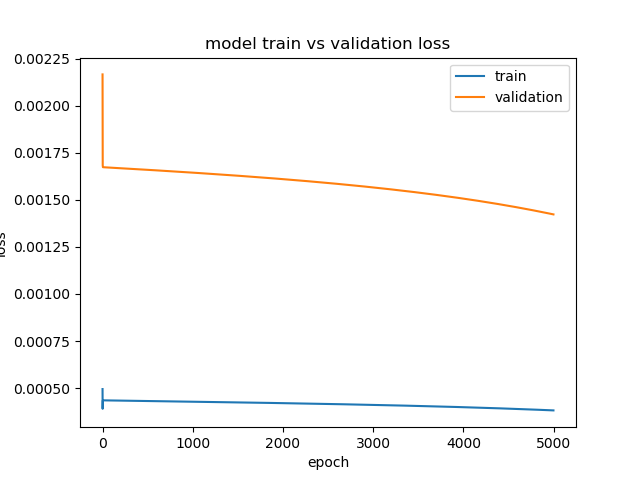 model train vs validation loss
0.00225
0.00200
0.00175
0.00150
0.00125
0.00100
0.00075
0.00050
loss
train
validation
0 1000 2000 3000 4000 5000
epoch